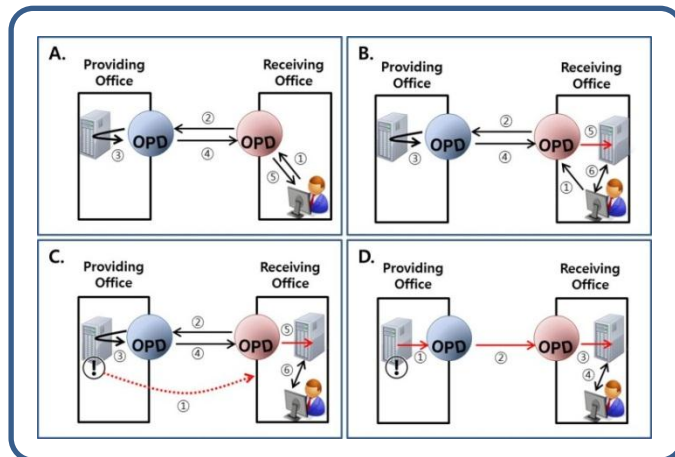 A.
Providing
Office
Receiving
Office
OPD
OPD
②
④
③
⑤
①
B.
Providing
Office
Receiving
Office
OPD
OPD
②
④
③
⑤
⑥
①
C.
Providing
Office
Receiving
Office
OPD
OPD
②
④
③
⑤
⑥
!
①
D.
Providing
Office
Receiving
Office
OPD
OPD
①
②
③
④
!